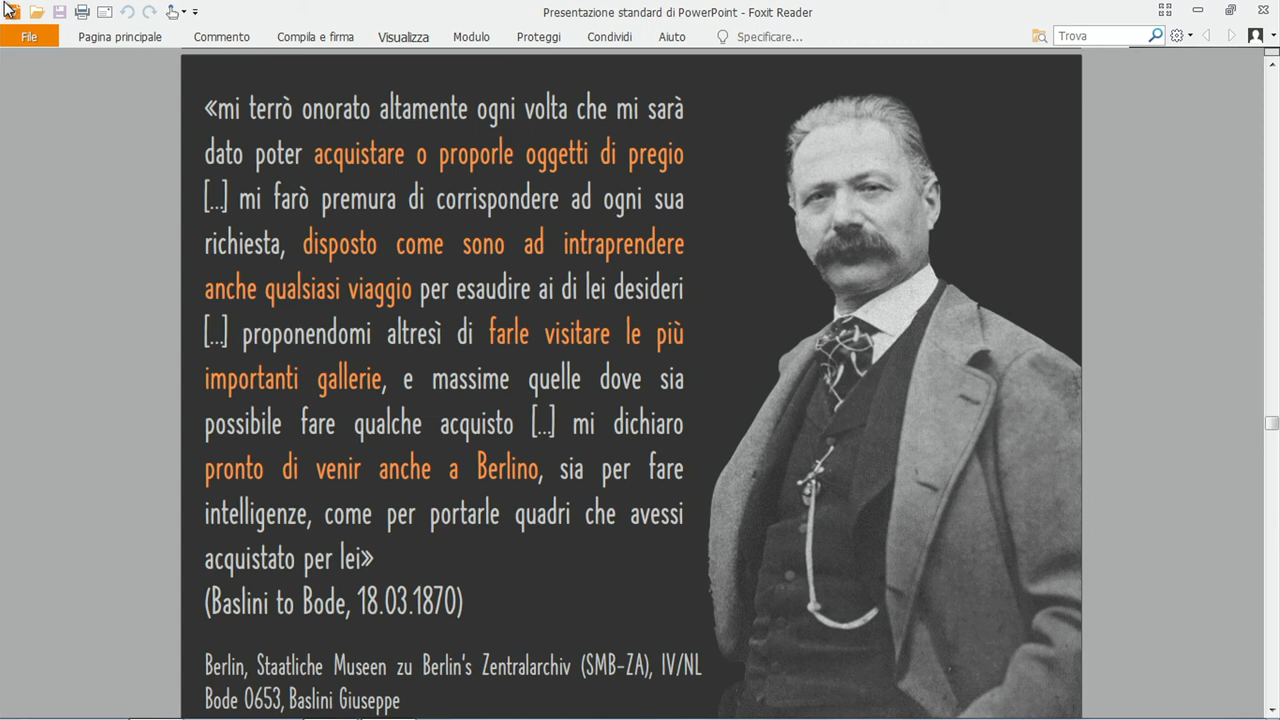 Presentazione standard di PowerPoint - Foxit Reader
File Pagina principale Commento Compila e firma Visualizza Modulo Proteggi Condividi Aiuto Specificare... Trova
«mi terrò onorato altamente ogni volta che mi sarà
dato poter acquistare o proporle oggetti di pregio
[...] mi farò premura di corrispondere ad ogni sua
richiesta, disposto come sono ad intraprendere
anche qualsiasi viaggio per esaudire ai di lei desideri
[...] proponendomi altresì di farle visitare le più
importanti gallerie, e massime quelle dove sia
possibile fare qualche acquisto [...] mi dichiaro
pronto di venir anche a Berlino, sia per fare
intelligenze, come per portarle quadri che avessi
acquistato per lei»
(Baslini to Bode, 18.03.1870)
Berlin, Staatliche Museen zu Berlin's Zentralarchiv (SMB-ZA), IV/NL
Bode 0653, Baslini Giuseppe